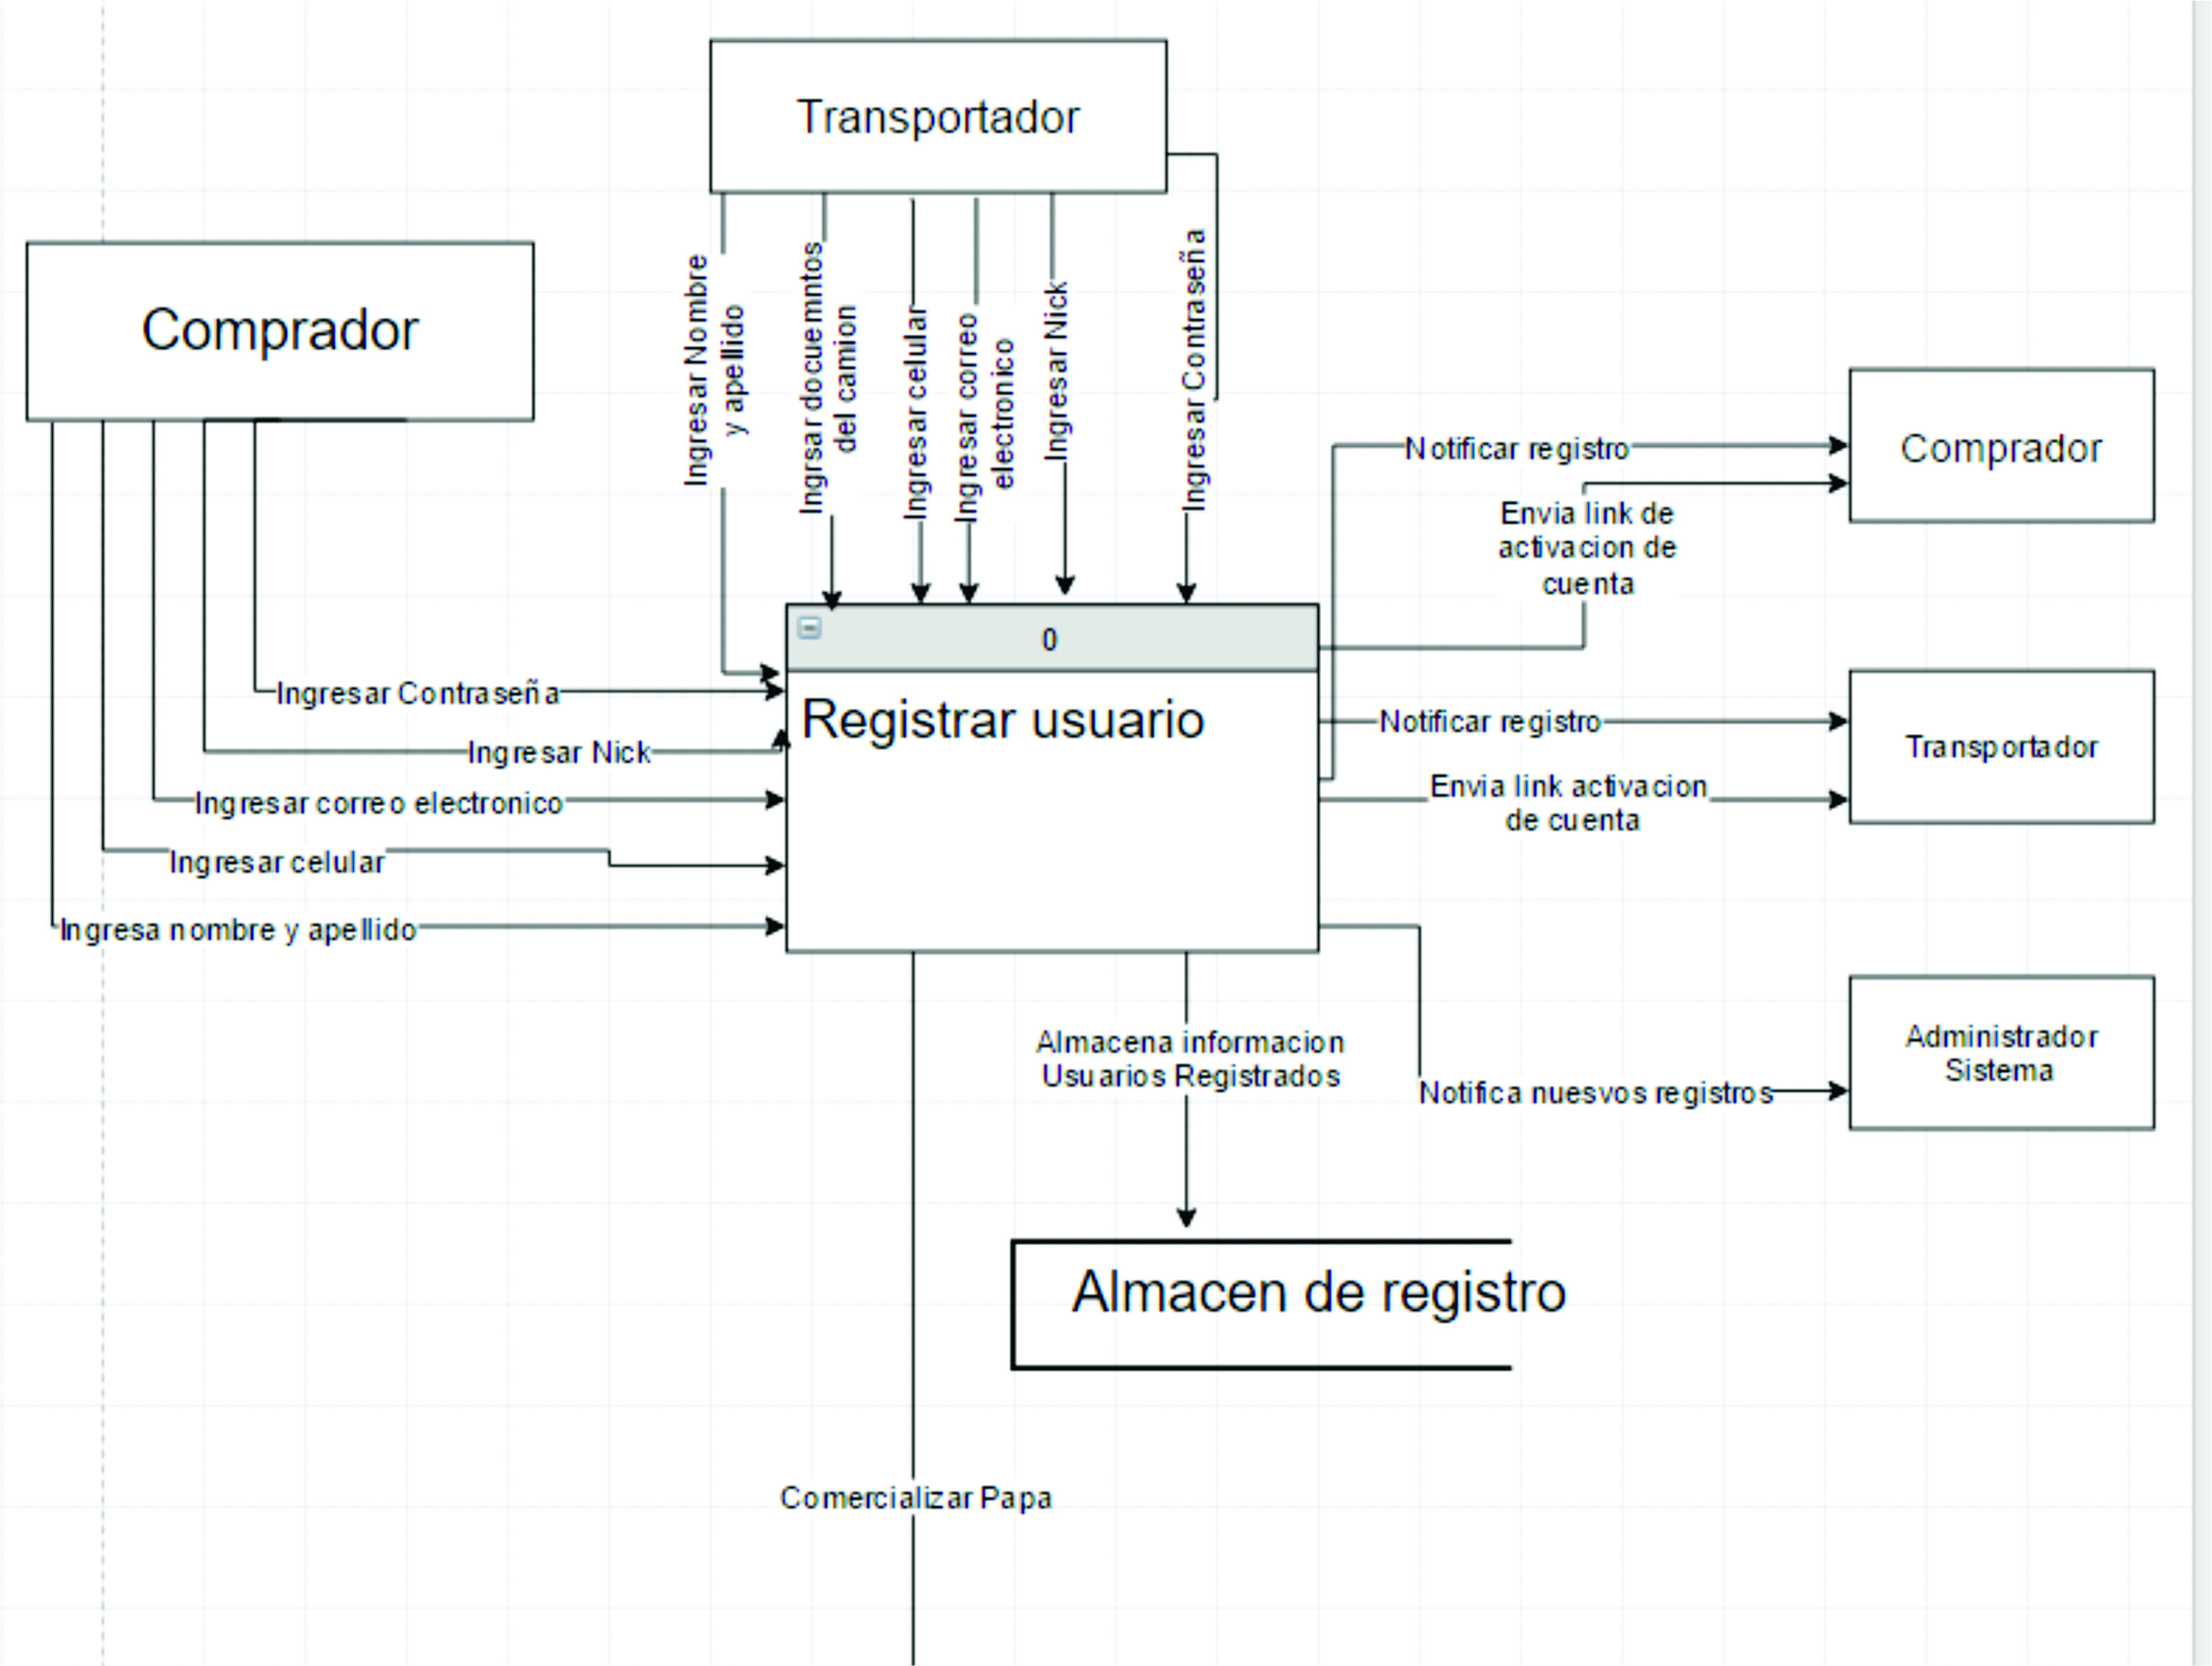 Transportador
Comprador
Ingresar Nombre
y apellido
Ingrsar docuemntos
del camion
Ingresar celular
Ingresar correo
electronico
Ingresar Nick
Ingresar Contraseña
Notificar registro
Comprador
Envia link de
activacion de
cuenta
0
Registrar usuario
Ingresar Contraseña
Ingresar Nick
Ingresar correo electronico
Ingresar celular
Ingresa nombre y apellido
Notificar registro
Transportador
Envia link activacion
de cuenta
Almacena informacion
Usuarios Registrados
Administrador
Sistema
Notifica nuesvos registros
Almacen de registro
Comercializar Papa